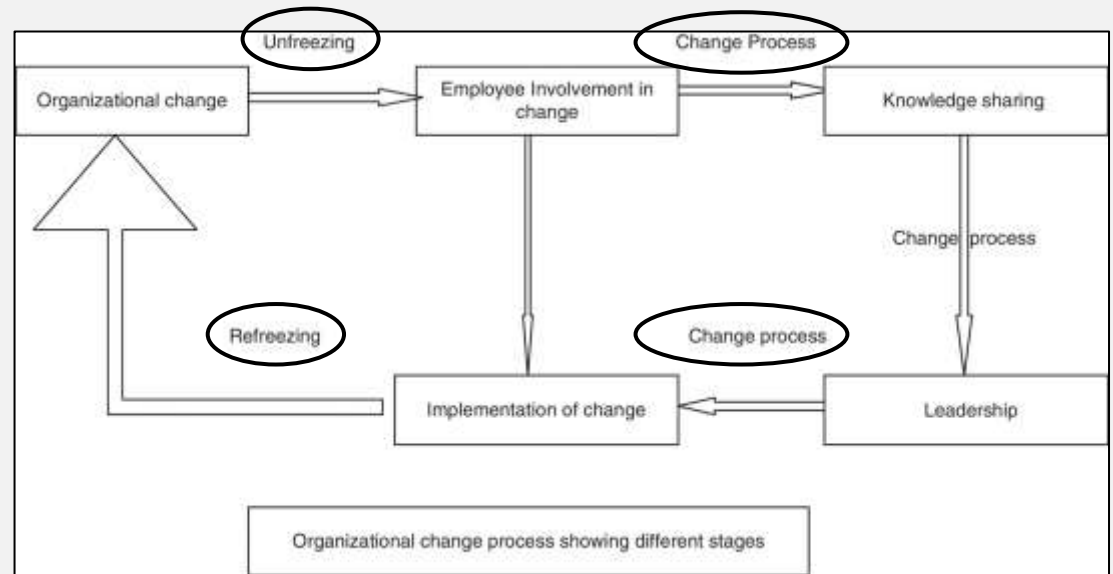 Unfreezing
Change Process
Organizational change
Employee Involvement in
change
Knowledge sharing
Change process
Refreezing
Change process
Implementation of change
Leadership
Organizational change process showing different stages